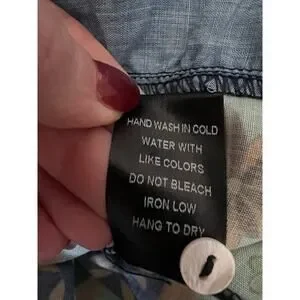 HAND WASH IN COLD
WATER WITH
LIKE COLORS
DO NOT BLEACH
IRON LOW
HANG TO DRY